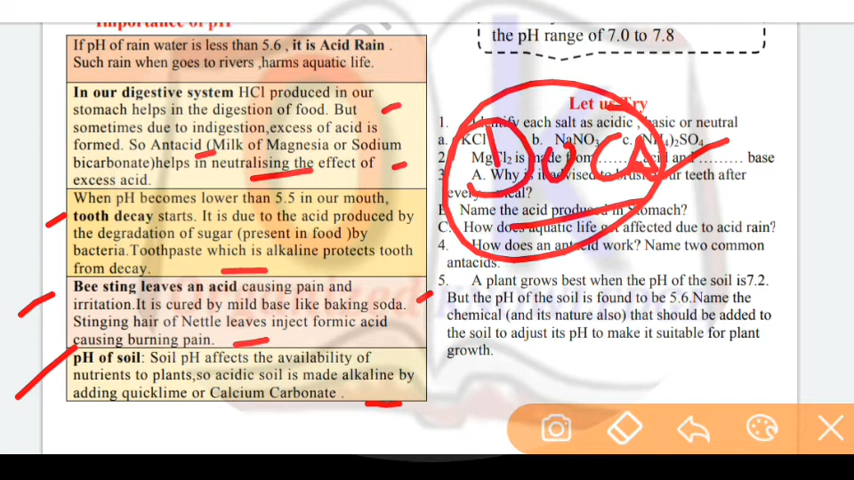 Importance of pH
If pH of rain water is less than 5.6 , it is Acid Rain .
Such rain when goes to rivers ,harms aquatic life.
In our digestive system HCl produced in our
stomach helps in the digestion of food. But
sometimes due to indigestion,excess of acid is
formed. So Antacid (Milk of Magnesia or Sodium
bicarbonate)helps in neutralising the effect of
excess acid.
When pH becomes lower than 5.5 in our mouth,
tooth decay starts. It is due to the acid produced by
the degradation of sugar (present in food )by
bacteria.Toothpaste which is alkaline protects tooth
from decay.
Bee sting leaves an acid causing pain and
irritation.It is cured by mild base like baking soda.
Stinging hair of Nettle leaves inject formic acid
causing burning pain.
pH of soil: Soil pH affects the availability of
nutrients to plants,so acidic soil is made alkaline by
adding quicklime or Calcium Carbonate .
the pH range of 7.0 to 7.8
Let us Try
1. Identify each salt as acidic , basic or neutral
a. KCl b. NaNO3 c. (NH4)2SO4
2. MgCl2 is made from........acid and ......... base
3. A. Why is it advised to brush your teeth after
every meal?
B. Name the acid produced in Stomach?
C. How does aquatic life get affected due to acid rain?
4. How does an antacid work? Name two common
antacids.
5. A plant grows best when the pH of the soil is7.2.
But the pH of the soil is found to be 5.6.Name the
chemical (and its nature also) that should be added to
the soil to adjust its pH to make it suitable for plant
growth.